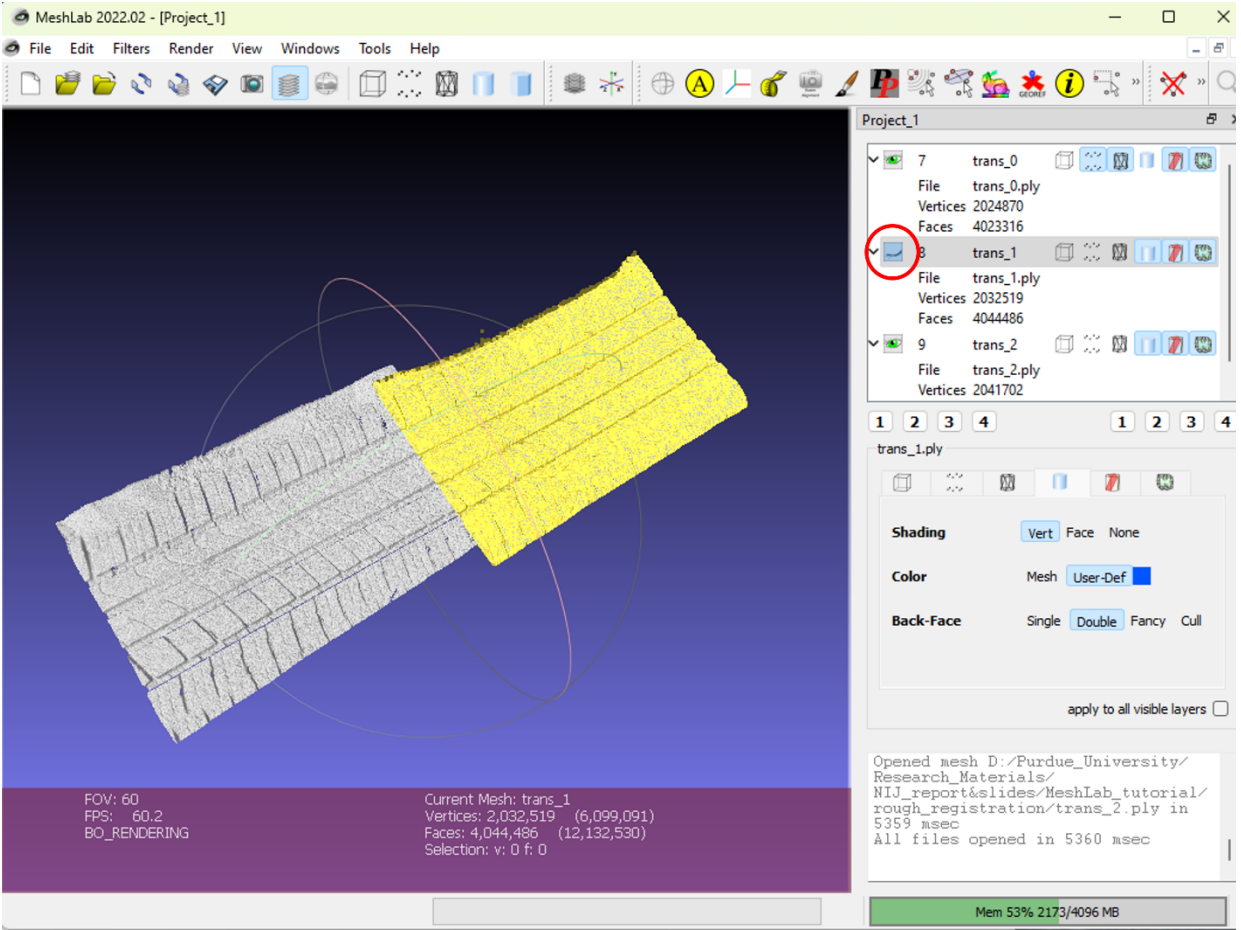 MeshLab 2022.02 - [Project_1]
File Edit Filters Render View Windows Tools Help
A PP GEOREF i » »
Project_1
7 trans_0
File trans_0.ply
Vertices 2024870
Faces 4023316
8 trans_1
File trans_1.ply
Vertices 2032519
Faces 4044486
9 trans_2
File trans_2.ply
Vertices 2041702
1 2 3 4 1 2 3 4
trans_1.ply
Shading Vert Face None
Color Mesh User-Def
Back-Face Single Double Fancy Cull
apply to all visible layers
Opened mesh D:/Purdue_University/
Research_Materials/
NIJ_report&slides/MeshLab_tutorial/
rough_registration/trans_2.ply in
5359 msec
All files opened in 5360 msec
FOV: 60
FPS: 60.2
BO_RENDERING
Current Mesh: trans_1
Vertices: 2,032,519 (6,099,091)
Faces: 4,044,486 (12,132,530)
Selection: v: 0 f: 0
Mem 53% 2173/4096 MB